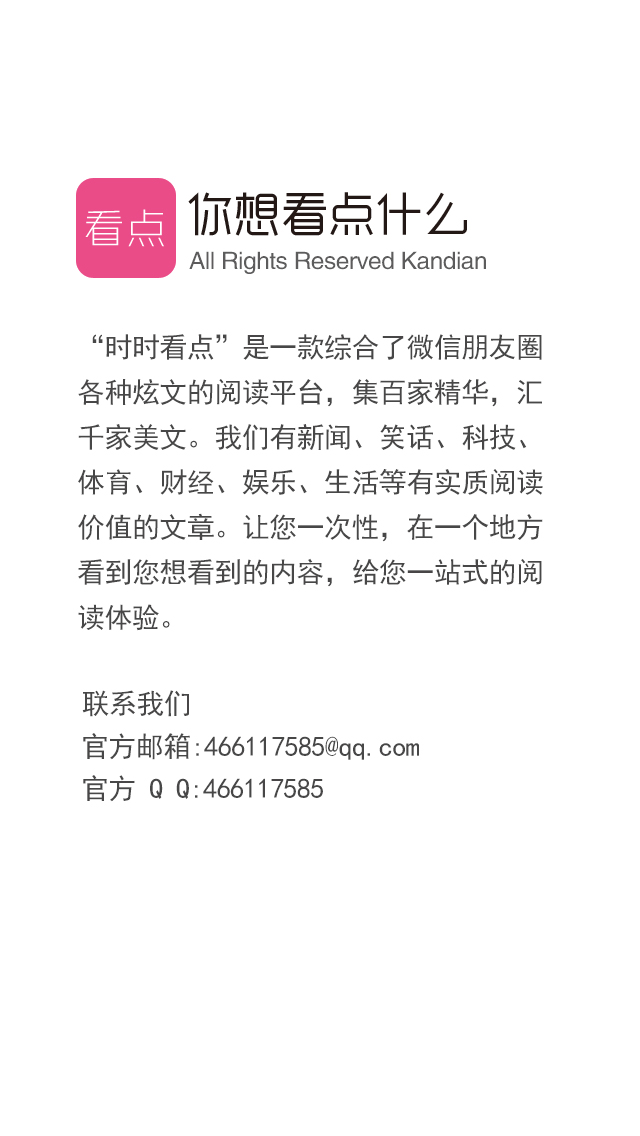 看点
你想看点什么
All Rights Reserved Kandian
“时时看点”是一款综合了微信朋友圈
各种炫文的阅读平台，集百家精华，汇
千家美文。我们有新闻、笑话、科技、
体育、财经、娱乐、生活等有实质阅读
价值的文章。让您一次性，在一个地方
看到您想看到的内容，给您一站式的阅
读体验。
联系我们
官方邮箱:466117585@qq.com
官方 Q Q:466117585